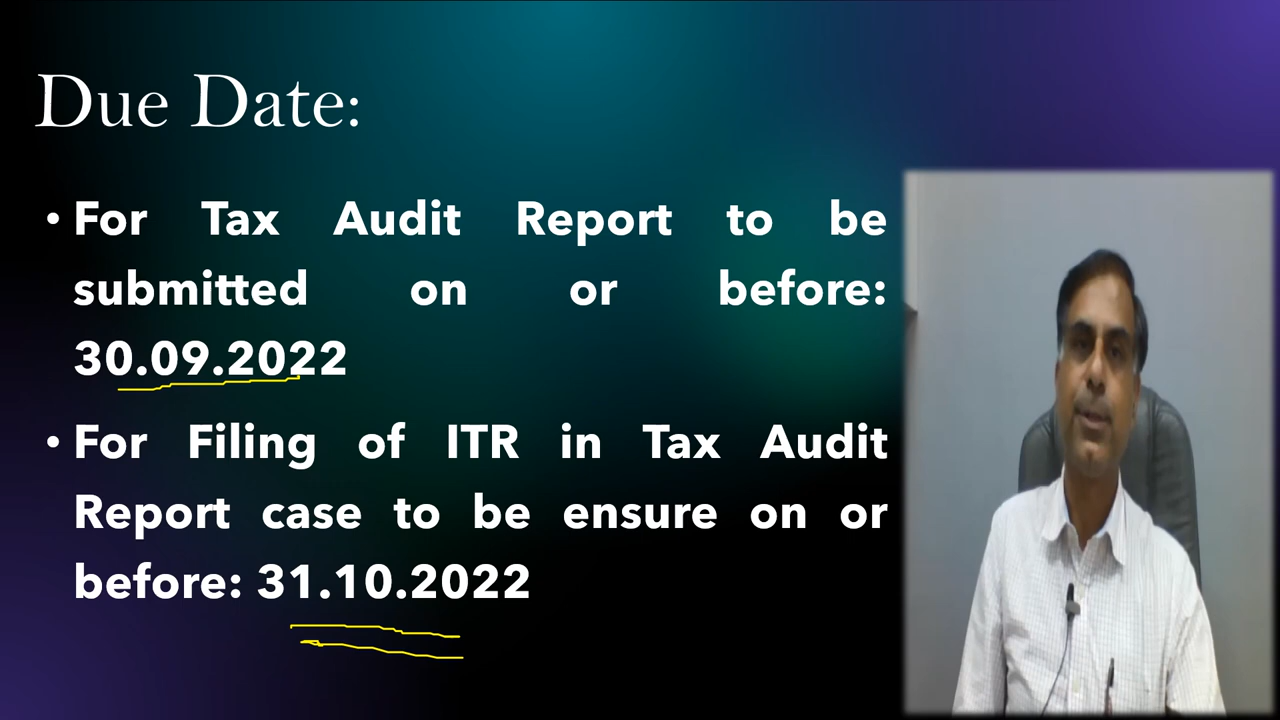 Due Date:
• For Tax Audit Report to be
submitted on or before:
30.09.2022
• For Filing of ITR in Tax Audit
Report case to be ensure on or
before: 31.10.2022